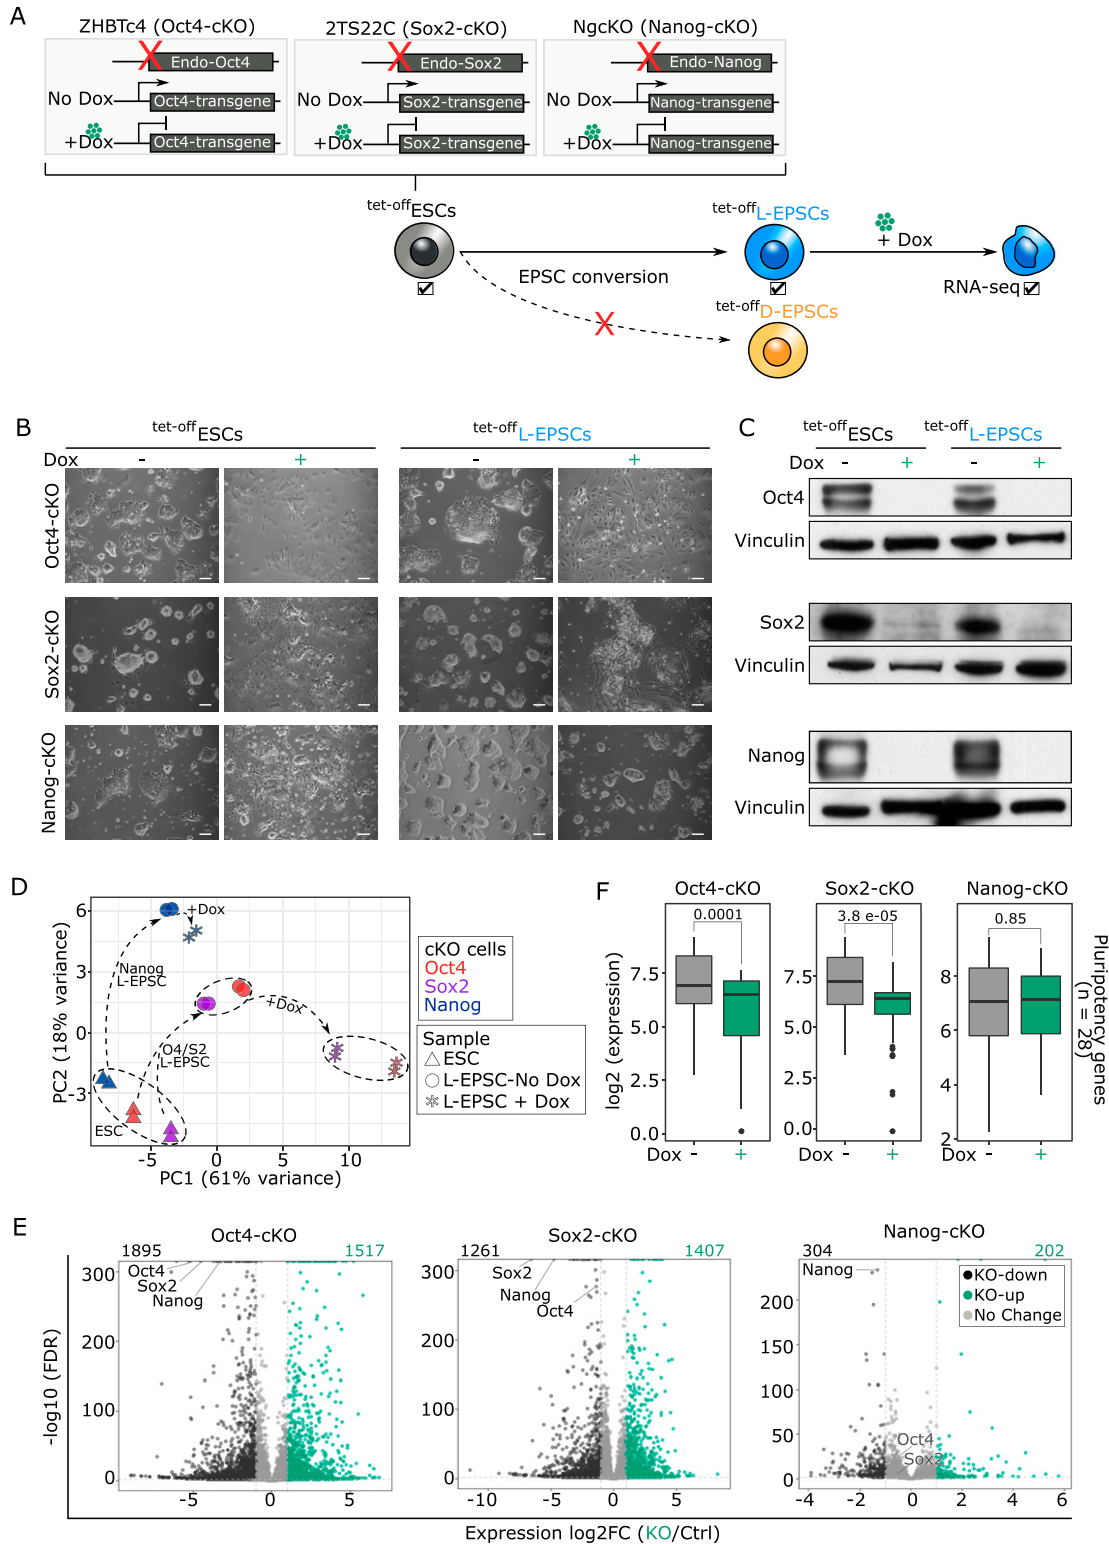 A
ZHBTc4 (Oct4-cKO)
2TS22C (Sox2-cKO)
NgcKO (Nanog-cKO)
Endo-Oct4
Endo-Sox2
Endo-Nanog
No Dox
Oct4-transgene
No Dox
Sox2-transgene
No Dox
Nanog-transgene
+Dox
Oct4-transgene
+Dox
Sox2-transgene
+Dox
Nanog-transgene
tet-off ESCs
tet-off L-EPSCs
+ Dox
EPSC conversion
RNA-seq
tet-off D-EPSCs
B
tet-off ESCs
tet-off L-EPSCs
Dox - + - +
Oct4-cKO
Sox2-cKO
Nanog-cKO
C
tet-off ESCs
tet-off L-EPSCs
Dox - + - +
Oct4
Vinculin
Sox2
Vinculin
Nanog
Vinculin
D
PC2 (18% variance)
6
3
0
-3
+Dox
Nanog
L-EPSC
+Dox
O4/S2
L-EPSC
ESC
-5 0 5 10
PC1 (61% variance)
cKO cells
Oct4
Sox2
Nanog
Sample
ESC
L-EPSC-No Dox
L-EPSC + Dox
F
Oct4-cKO
Sox2-cKO
Nanog-cKO
log2 (expression)
0.0001
7.5
5.0
2.5
0.0
Dox - +
3.8 e-05
7.5
5.0
2.5
0.0
Dox - +
0.85
8
6
4
2
Dox - +
Pluripotency genes
(n = 28)
E
-log10 (FDR)
Oct4-cKO
1895
1517
300
200
100
0
Oct4
Sox2
Nanog
-5 0 5
Sox2-cKO
1261
1407
300
200
100
0
Sox2
Nanog
Oct4
-10 -5 0 5
Nanog-cKO
304
202
200
150
100
50
0
Nanog
KO-down
KO-up
No Change
Oct4
Sox2
-4 -2 0 2 4 6
Expression log2FC (KO/Ctrl)